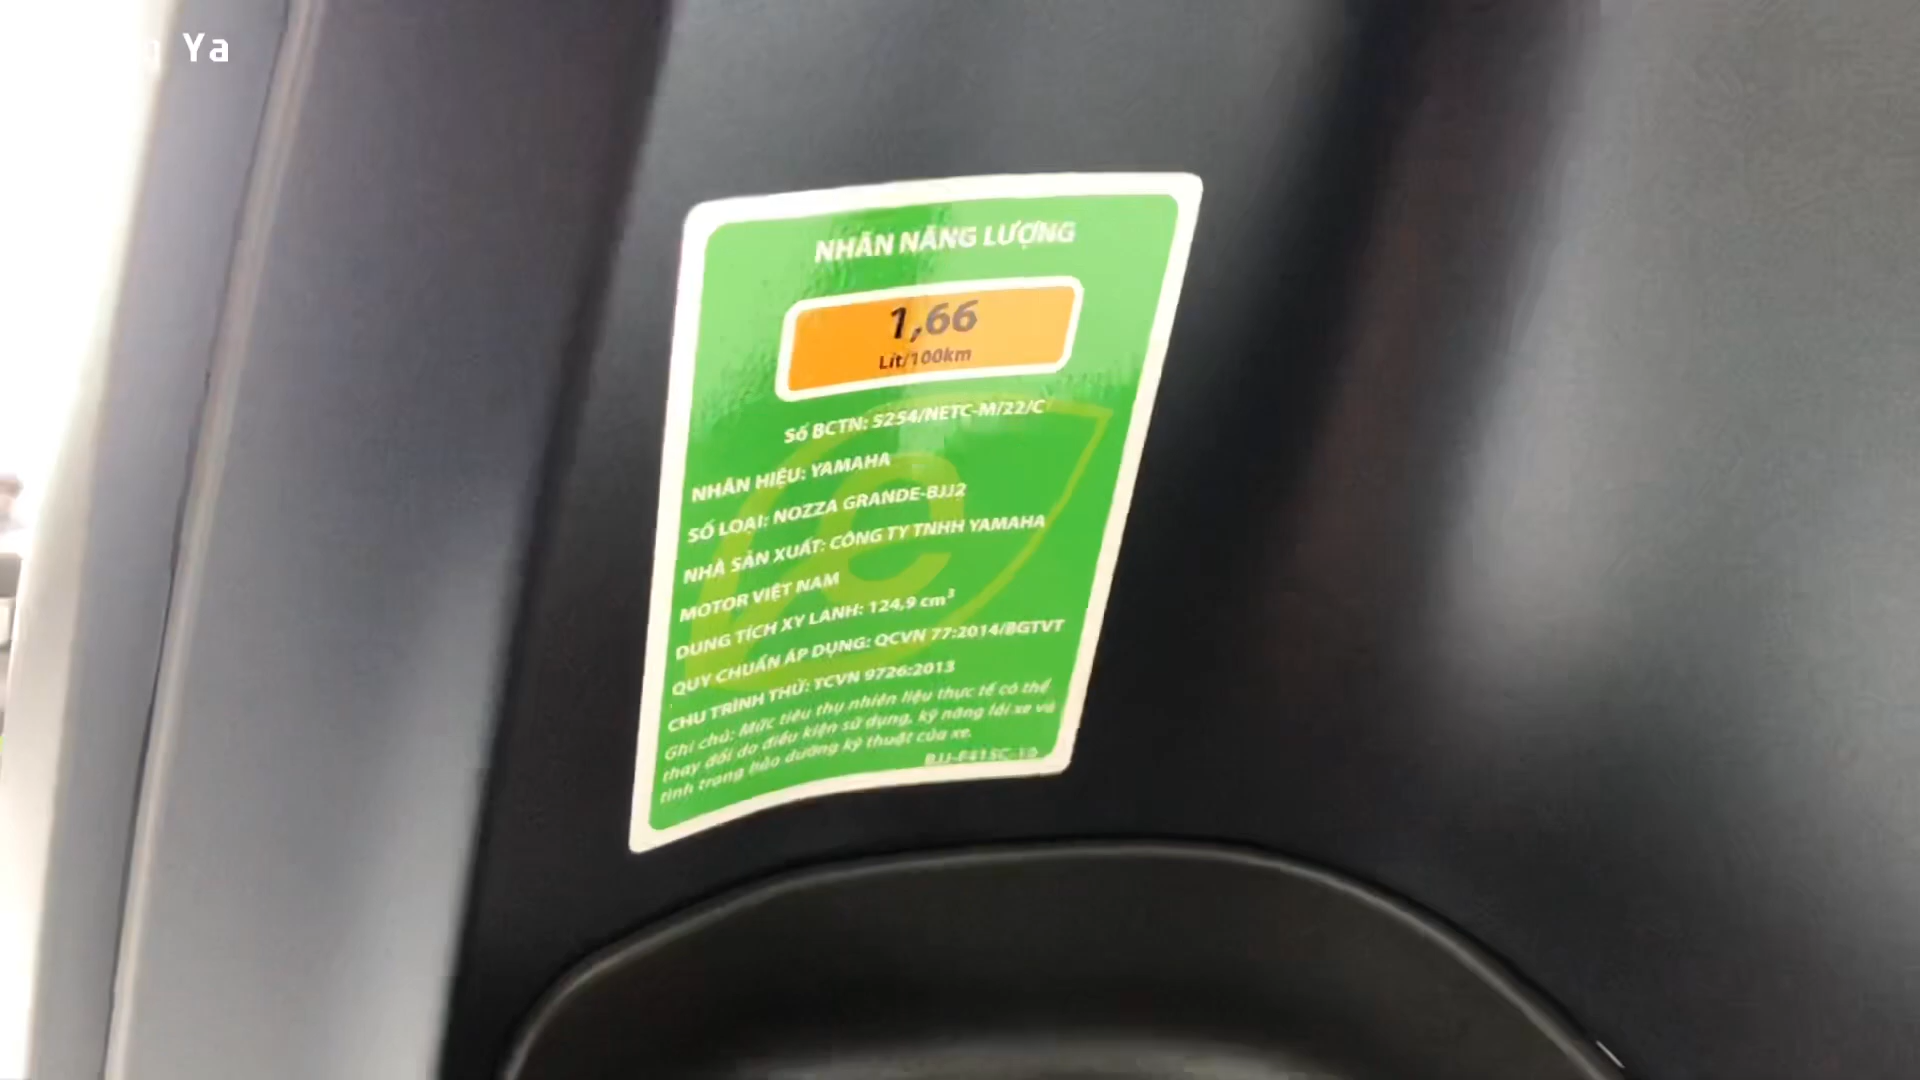 Ya
NHÃN NĂNG LƯỢNG
1,66
Lít/100km
Số BCTN: 5254/NETC-M/22/C
NHÃN HIỆU: YAMAHA
SỐ LOẠI: NOZZA GRANDE-BJJ2
NHÀ SẢN XUẤT: CÔNG TY TNHH YAMAHA
MOTOR VIỆT NAM
DUNG TÍCH XY LANH: 124,9 cm³
QUY CHUẨN ÁP DỤNG: QCVN 77:2014/BGTVT
CHU TRÌNH THỬ: TCVN 9726:2013
Ghi chú: Mức tiêu thụ nhiên liệu thực tế có thể
thay đổi do điều kiện sử dụng, kỹ năng lái xe và
tình trạng bảo dưỡng kỹ thuật của xe.